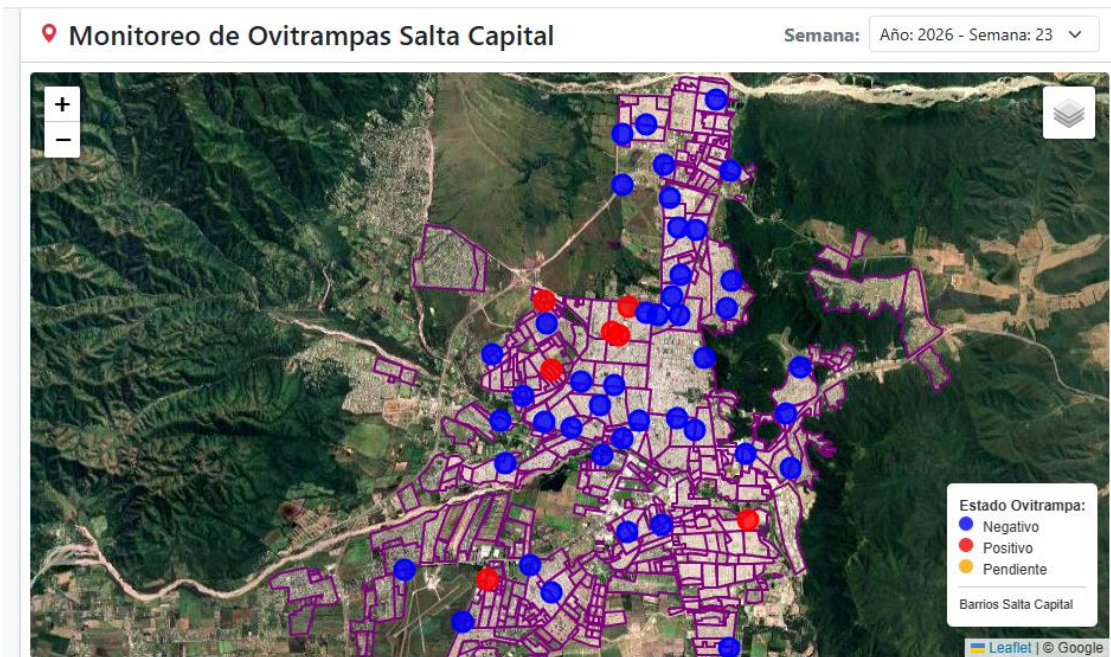 Monitoreo de Ovitrampas Salta Capital
Semana: Año: 2026 - Semana: 23
+
−
Estado Ovitrampa:
Negativo
Positivo
Pendiente
Barrios Salta Capital
Leaflet | © Google